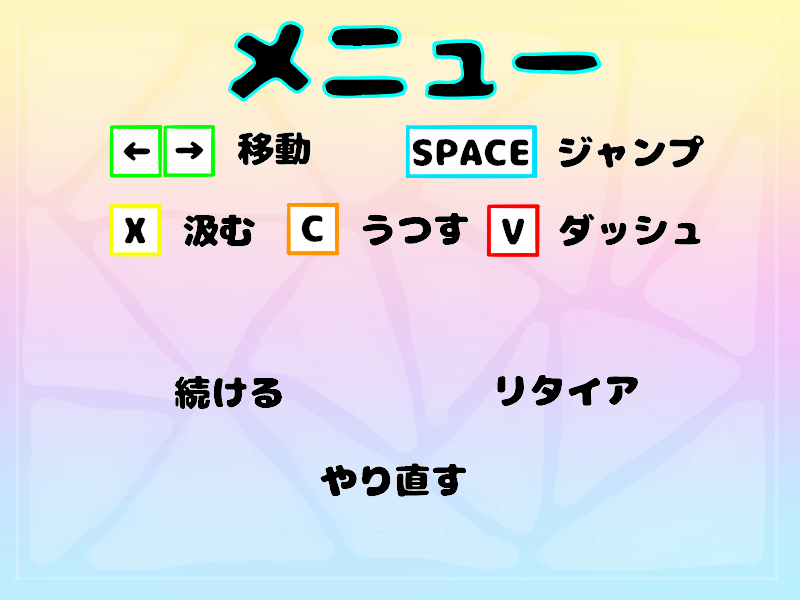 メニュー
← → 移動 SPACE ジャンプ
X 汲む C うつす V ダッシュ
続ける リタイア
やり直す